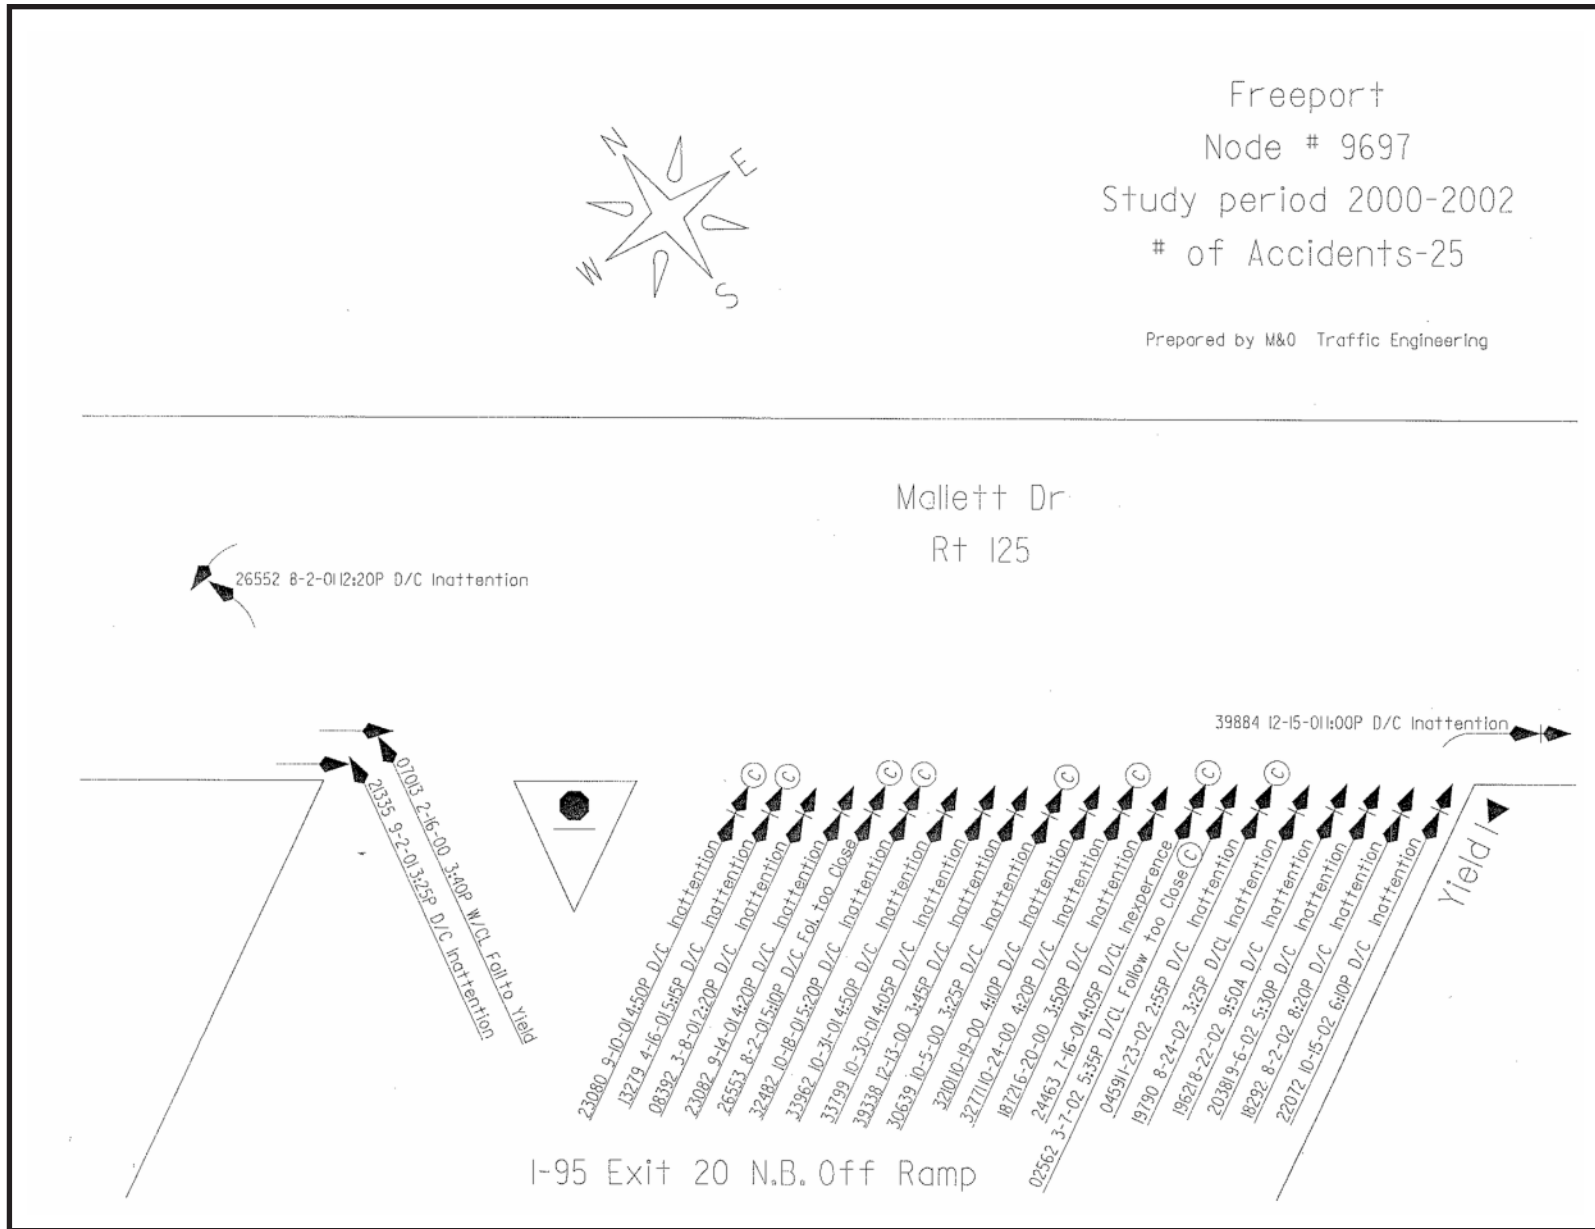 Freeport
Node # 9697
Study period 2000-2002
# of Accidents-25
Prepared by M&O Traffic Engineering
N
E
W
S
Mallett Dr
Rt 125
26552 8-2-01 12:20P D/C Inattention
39884 12-15-01 1:00P D/C Inattention
07013 2-16-00 3:40P W/CL Fail to Yield
21335 9-2-01 3:25P D/C Inattention
C
C
C
C
C
C
C
C
23080 9-10-01 4:50P D/C Inattention
13279 4-16-01 5:15P D/C Inattention
08392 3-8-01 2:20P D/C Inattention
23082 9-14-01 4:20P D/C Inattention
26553 8-2-01 5:10P D/C Fol. too Close
32482 10-18-01 5:20P D/C Inattention
33962 10-31-01 4:50P D/C Inattention
33799 10-30-01 4:05P D/C Inattention
39338 12-13-00 3:45P D/C Inattention
30639 10-5-00 3:25P D/C Inattention
32101 10-19-00 4:10P D/C Inattention
32771 10-24-00 4:20P D/C Inattention
18721 6-20-00 3:50P D/C Inattention
24463 7-16-01 4:05P D/CL Inexperence
02562 3-7-02 5:35P D/CL Follow too Close C
04591 1-23-02 2:55P D/C Inattention
19790 8-24-02 3:25P D/CL Inattention
19621 8-22-02 9:50A D/C Inattention
20381 9-6-02 5:30P D/C Inattention
18292 8-2-02 8:20P D/C Inattention
22072 10-15-02 6:10P D/C Inattention
Yield
I-95 Exit 20 N.B. Off Ramp